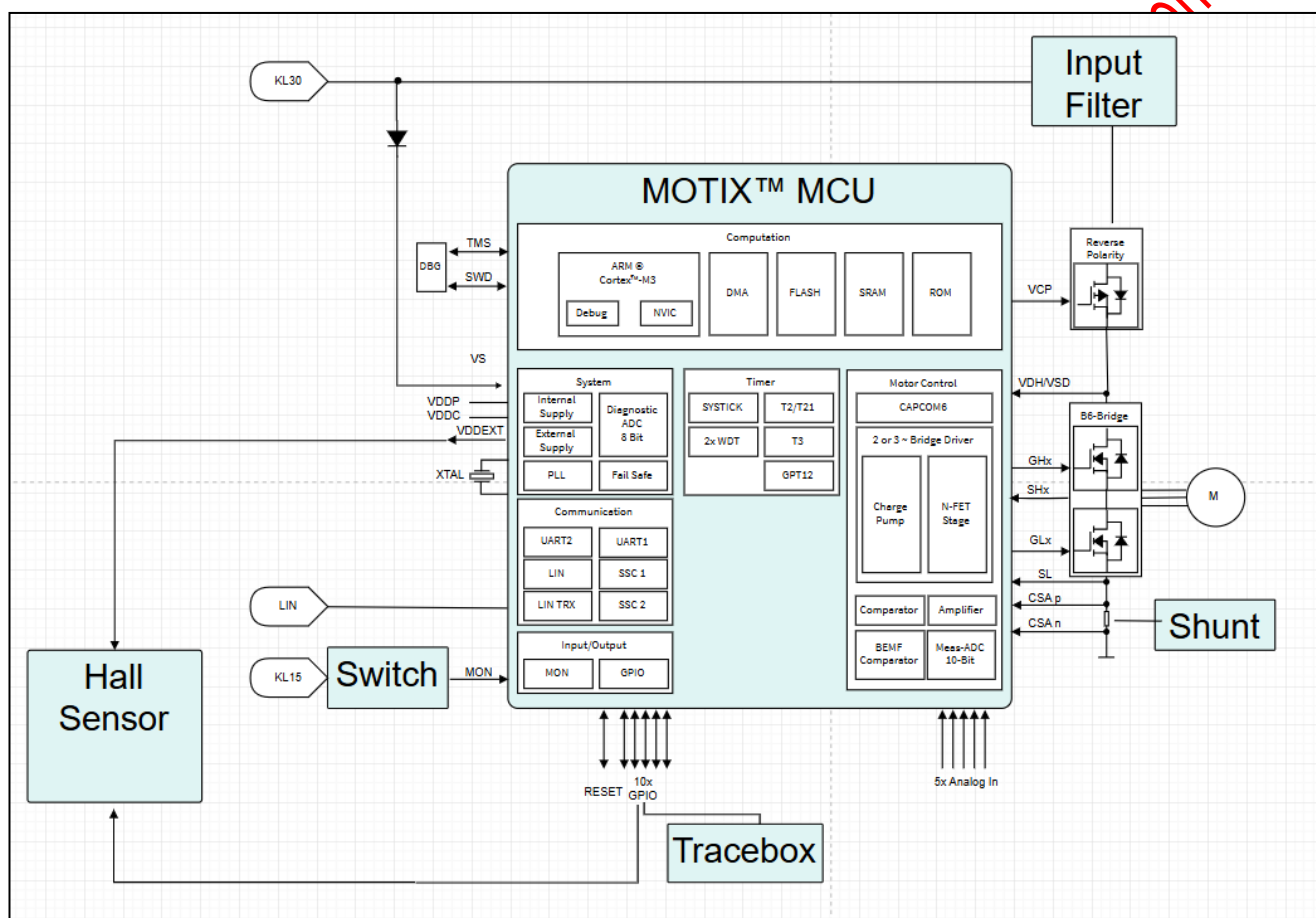 KL30
Input
Filter
MOTIX™ MCU
Computation
ARM ®
Cortex™-M3
Debug
NVIC
DMA
FLASH
SRAM
ROM
DBG
TMS
SWD
VS
VDDP
VDDC
VDDEXT
XTAL
System
Internal
Supply
External
Supply
Diagnostic
ADC
8 Bit
PLL
Fail Safe
Timer
SYSTICK
T2/T21
2x WDT
T3
GPT12
Motor Control
CAPCOM6
2 or 3 ~ Bridge Driver
Charge
Pump
N-FET
Stage
Comparator
Amplifier
BEMF
Comparator
Meas-ADC
10-Bit
Communication
UART2
UART1
LIN
SSC 1
LIN TRX
SSC 2
Input/Output
MON
GPIO
Reverse
Polarity
VCP
VDH/VSD
B6-Bridge
GHx
SHx
GLx
SL
CSA p
CSA n
M
Shunt
LIN
KL15
Switch
MON
Hall
Sensor
RESET
10x
GPIO
5x Analog In
Tracebox